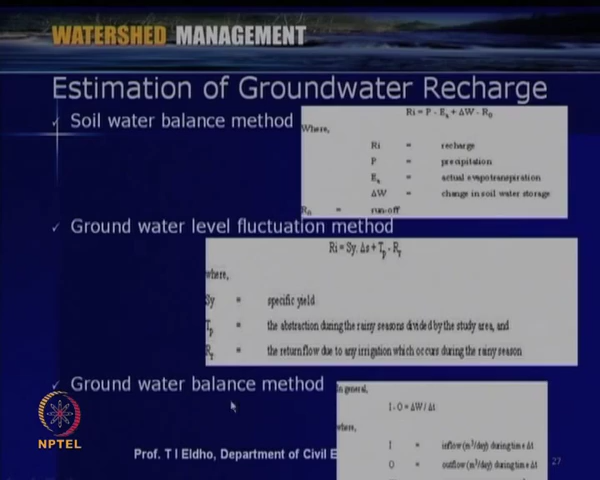 WATERSHED MANAGEMENT
Estimation of Groundwater Recharge
✓ Soil water balance method
Ri = P - Eₐ + ΔW - R₀
Where,
Ri = recharge
P = precipitation
Eₐ = actual evapotranspiration
ΔW = change in soil water storage
R₀ = run-off
✓ Ground water level fluctuation method
Ri = Sy. Δs + Tp - RT
where,
Sy = specific yield
Tp = the abstraction during the rainy seasons divided by the study area, and
RT = the return flow due to any irrigation which occurs during the rainy season
✓ Ground water balance method
In general,
I - O = ΔW / Δt
where,
I = inflow (m³/day) during time Δt
O = outflow (m³/day) during time Δt
NPTEL
Prof. T I Eldho, Department of Civil E
27